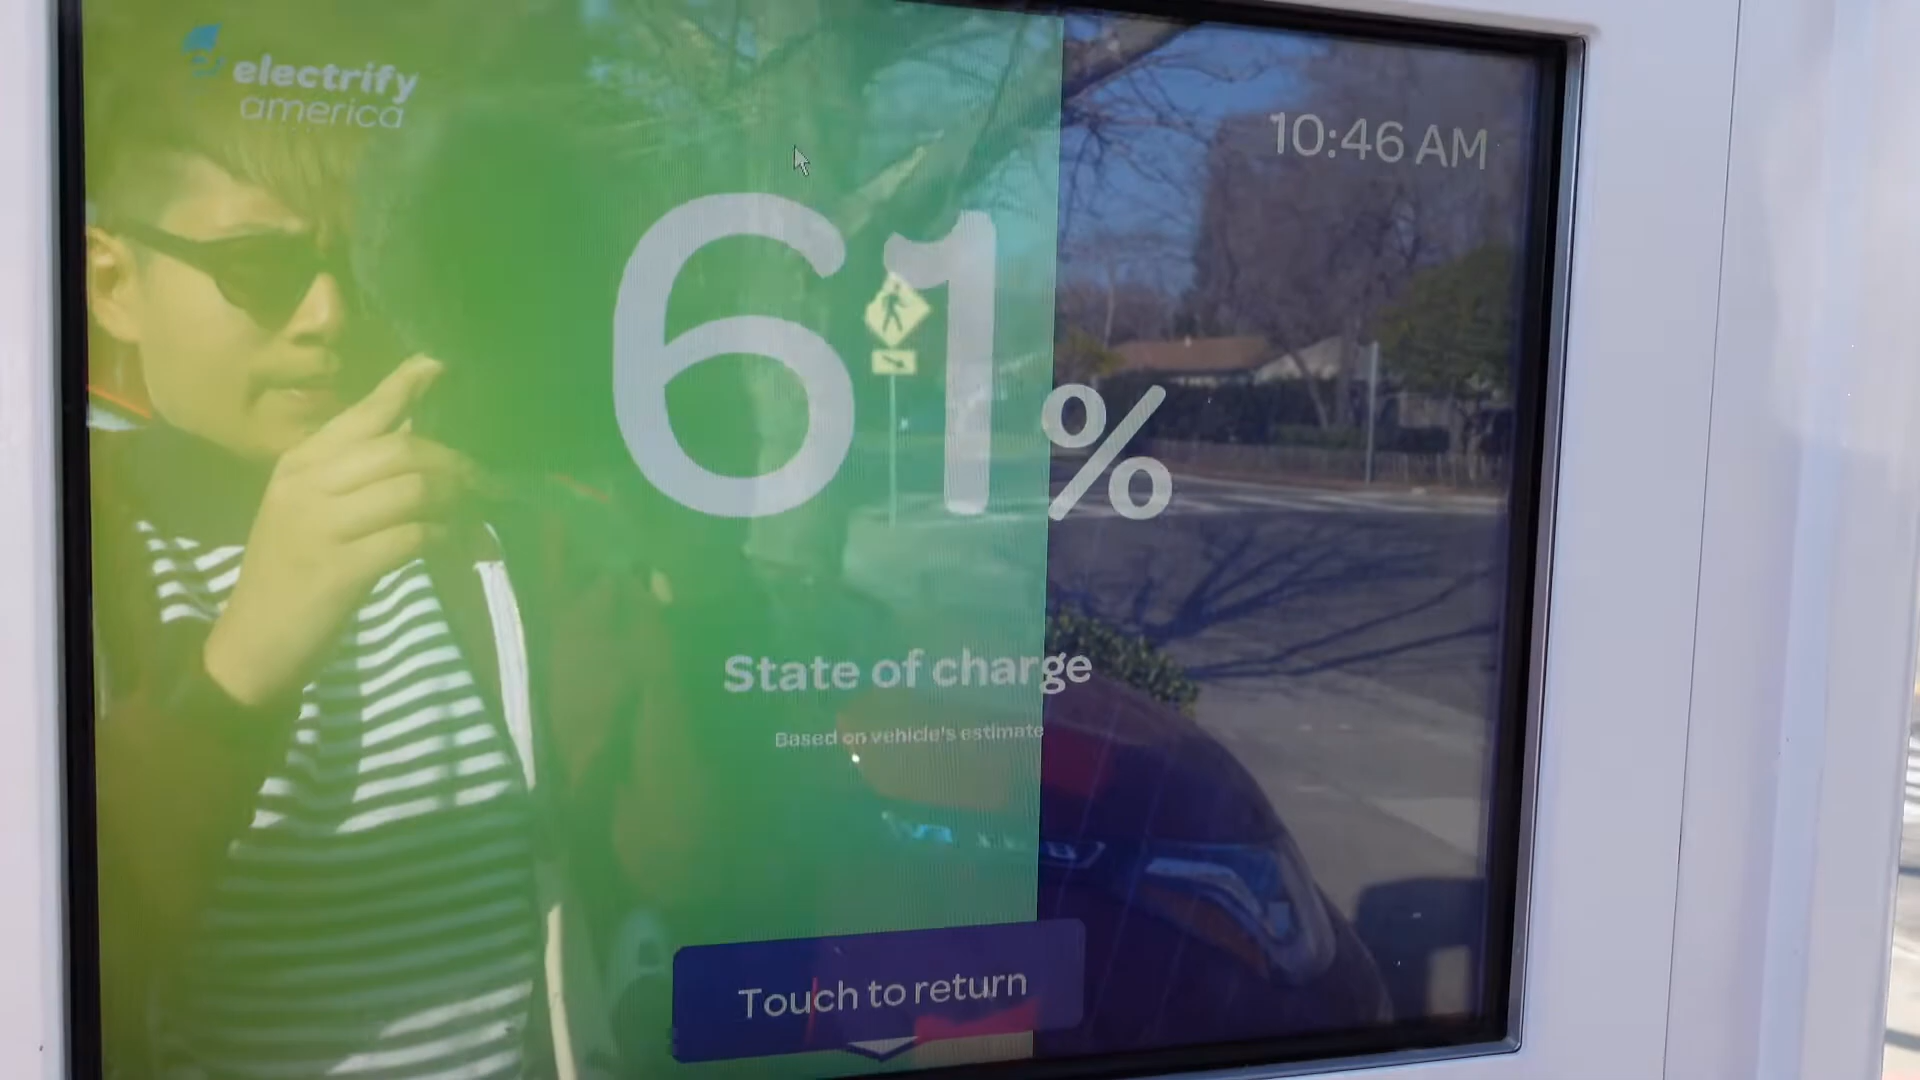 electrify
america
10:46 AM
61%
State of charge
Based on vehicle's estimate
Touch to return